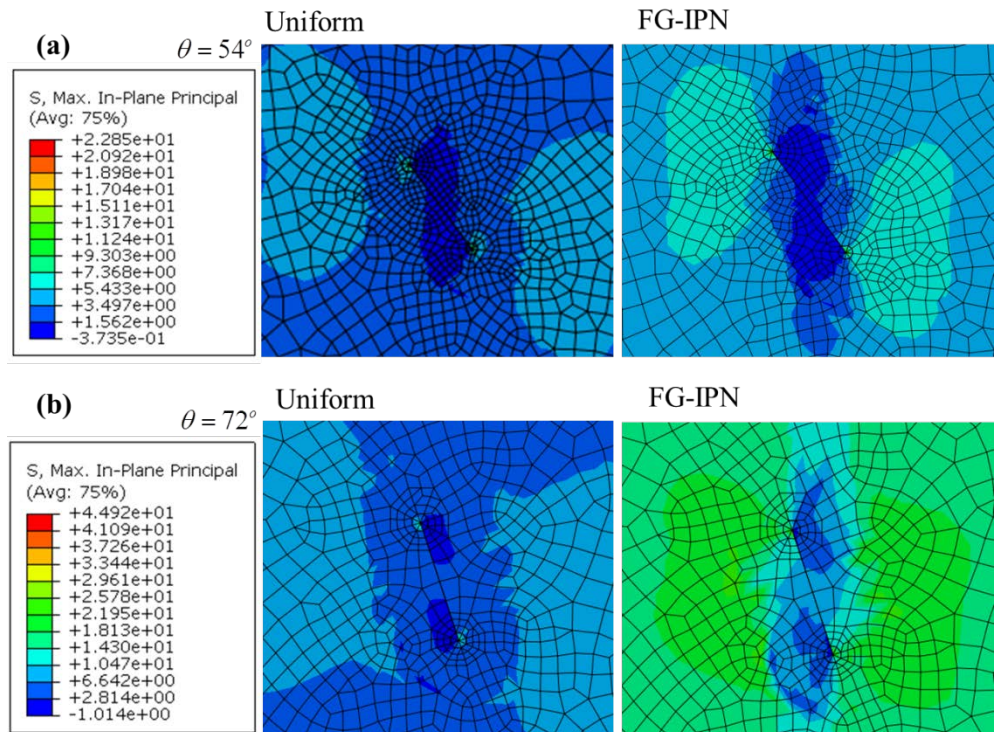 Uniform FG-IPN
(a) θ = 54°
S, Max. In-Plane Principal
(Avg: 75%)
+2.285e+01
+2.092e+01
+1.898e+01
+1.704e+01
+1.511e+01
+1.317e+01
+1.124e+01
+9.303e+00
+7.368e+00
+5.433e+00
+3.497e+00
+1.562e+00
-3.735e-01
Uniform FG-IPN
(b) θ = 72°
S, Max. In-Plane Principal
(Avg: 75%)
+4.492e+01
+4.109e+01
+3.726e+01
+3.344e+01
+2.961e+01
+2.578e+01
+2.195e+01
+1.813e+01
+1.430e+01
+1.047e+01
+6.642e+00
+2.814e+00
-1.014e+00